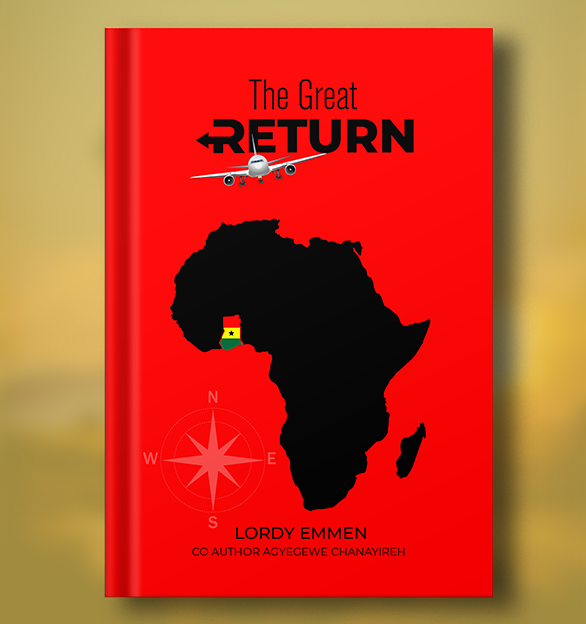 The Great
RETURN
N
W E
S
LORDY EMMEN
CO AUTHOR AGYEGEWE CHANAYIREH